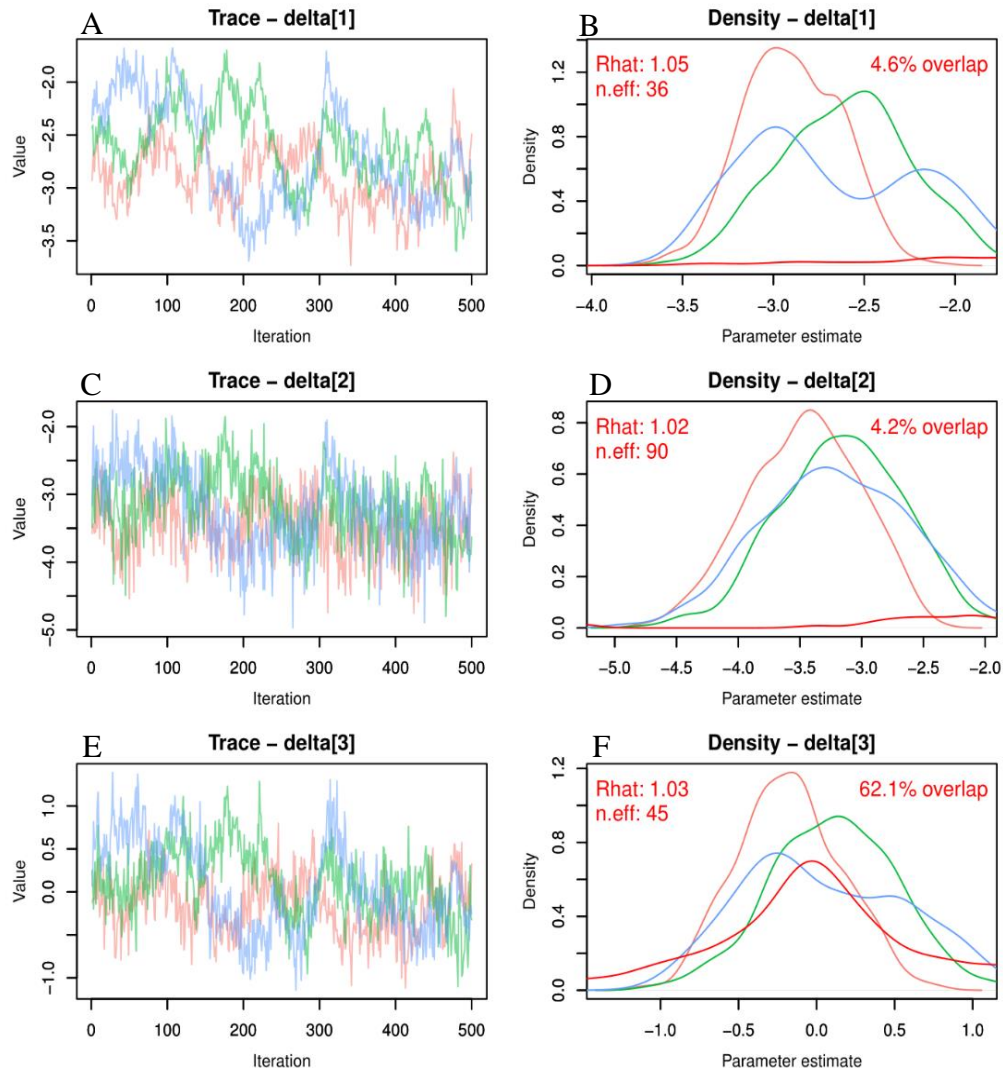 A
Trace − delta[1]
Value
−2.0
−2.5
−3.0
−3.5
0 100 200 300 400 500
Iteration
B
Density − delta[1]
Rhat: 1.05
n.eff: 36
4.6% overlap
Density
1.2
0.8
0.4
0.0
−4.0 −3.5 −3.0 −2.5 −2.0
Parameter estimate
C
Trace − delta[2]
Value
−2.0
−3.0
−4.0
−5.0
0 100 200 300 400 500
Iteration
D
Density − delta[2]
Rhat: 1.02
n.eff: 90
4.2% overlap
Density
0.8
0.6
0.4
0.2
0.0
−5.0 −4.5 −4.0 −3.5 −3.0 −2.5 −2.0
Parameter estimate
E
Trace − delta[3]
Value
1.0
0.5
0.0
−1.0
0 100 200 300 400 500
Iteration
F
Density − delta[3]
Rhat: 1.03
n.eff: 45
62.1% overlap
Density
1.2
0.8
0.4
0.0
−1.0 −0.5 0.0 0.5 1.0
Parameter estimate